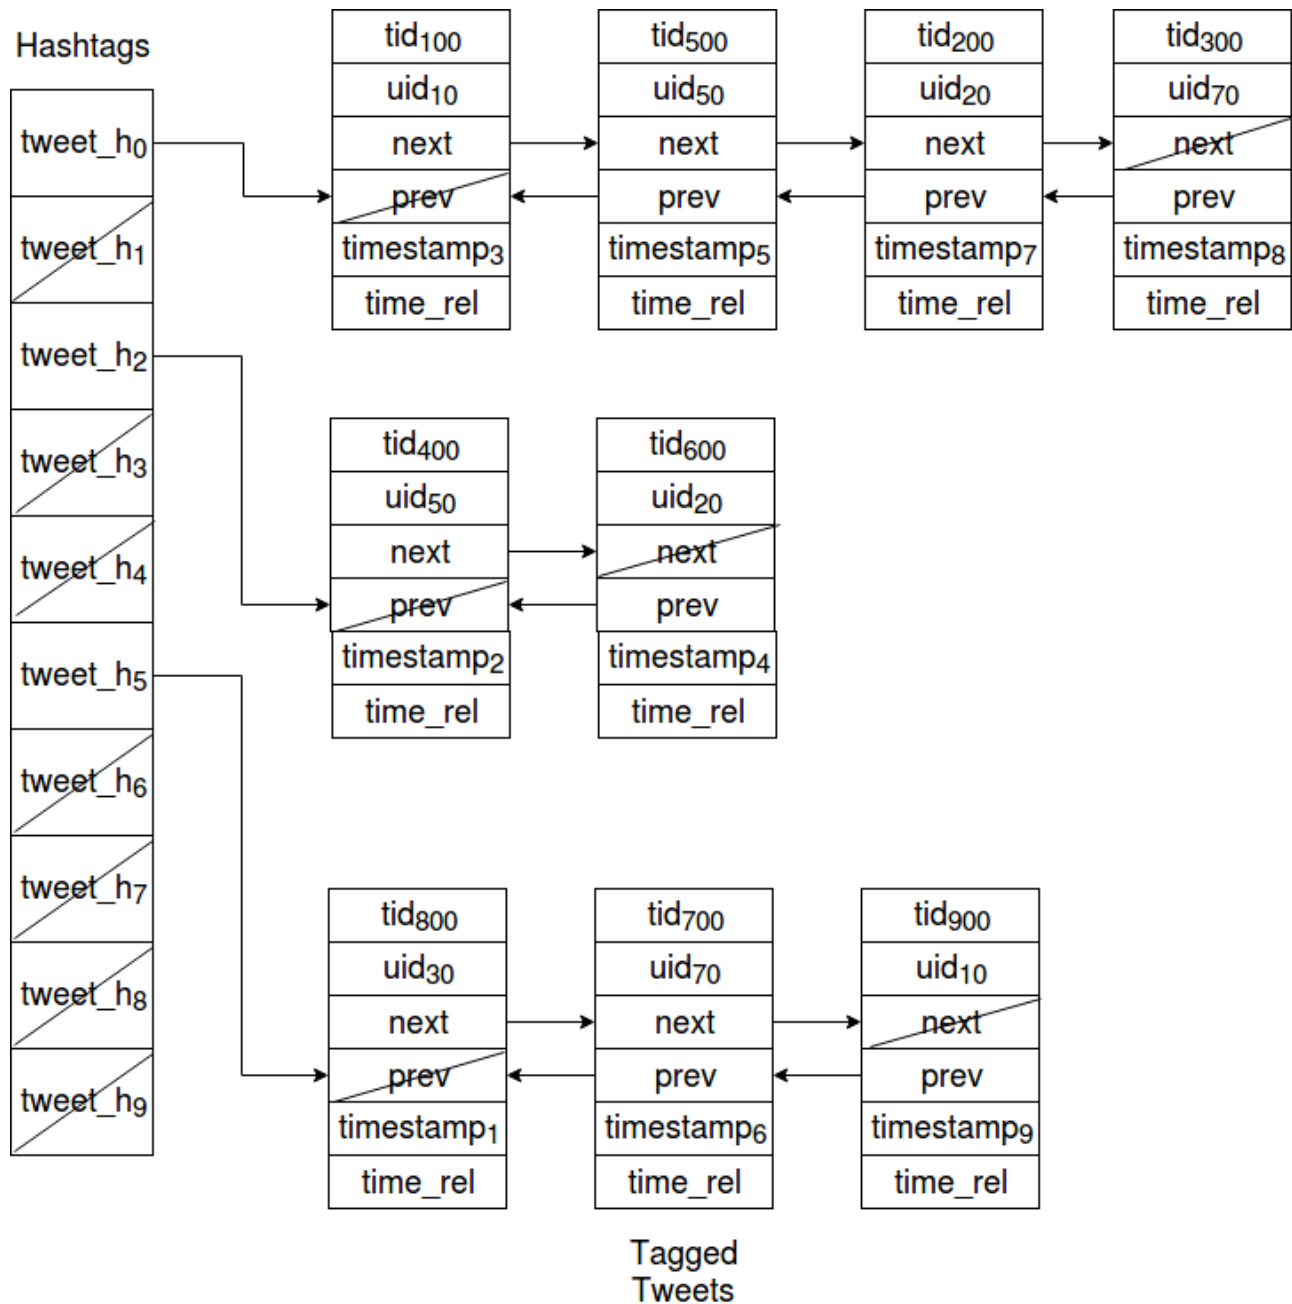 Hashtags
tweet_h0
tweet_h1
tweet_h2
tweet_h3
tweet_h4
tweet_h5
tweet_h6
tweet_h7
tweet_h8
tweet_h9
tid100
uid10
next
prev
timestamp3
time_rel
tid500
uid50
next
prev
timestamp5
time_rel
tid200
uid20
next
prev
timestamp7
time_rel
tid300
uid70
next
prev
timestamp8
time_rel
tid400
uid50
next
prev
timestamp2
time_rel
tid600
uid20
next
prev
timestamp4
time_rel
tid800
uid30
next
prev
timestamp1
time_rel
tid700
uid70
next
prev
timestamp6
time_rel
tid900
uid10
next
prev
timestamp9
time_rel
Tagged
Tweets